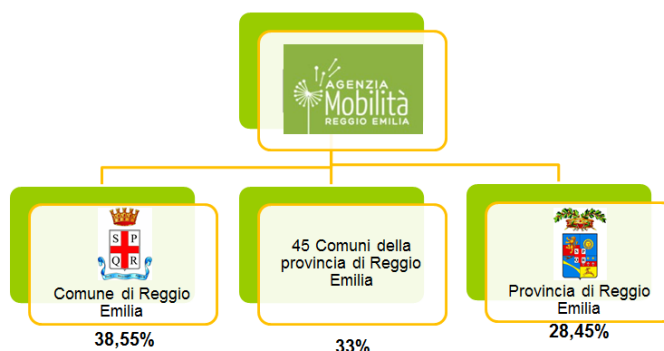 AGENZIA
Mobilità
REGGIO EMILIA
S P
Q R
Comune di Reggio
Emilia
38,55%
45 Comuni della
provincia di Reggio
Emilia
33%
Provincia di Reggio
Emilia
28,45%